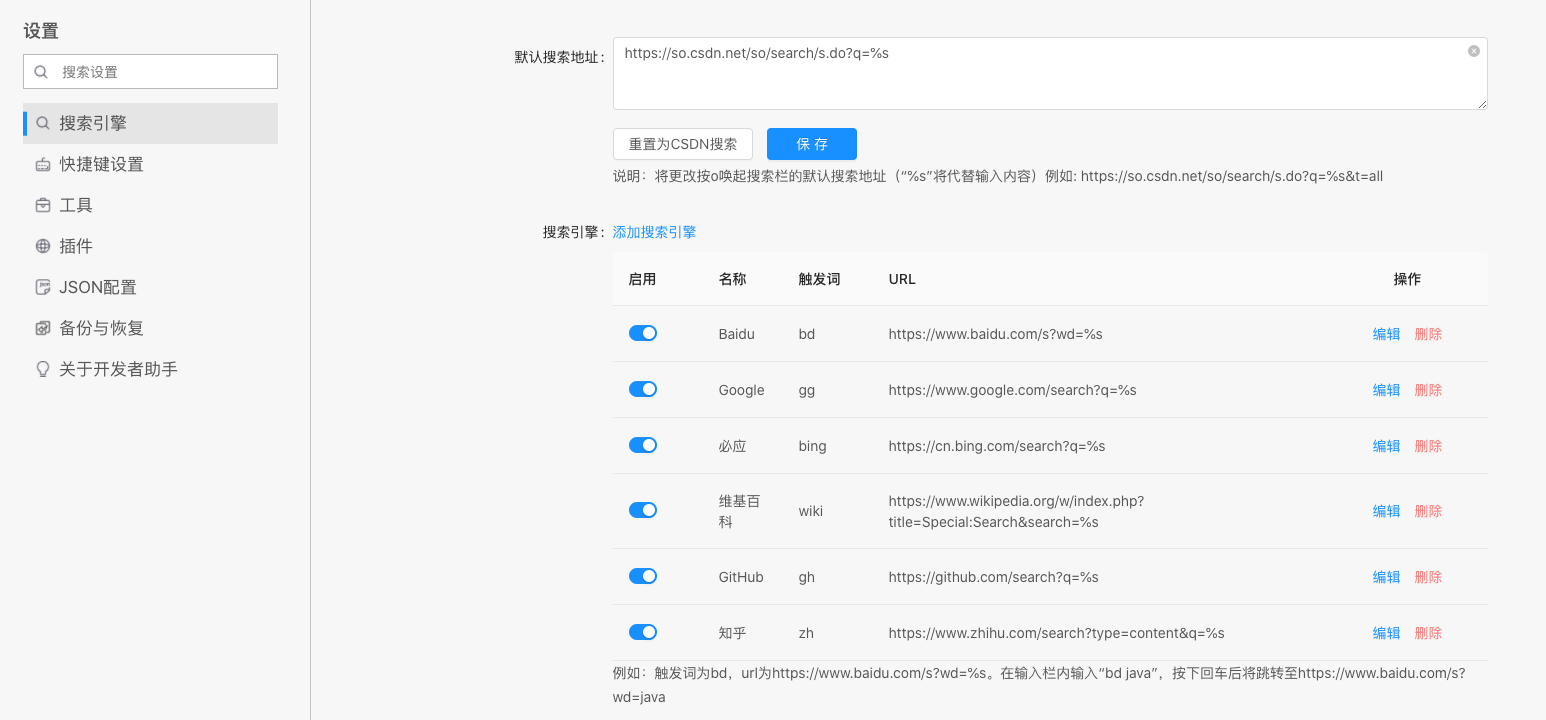 设置
搜索设置
搜索引擎
快捷键设置
工具
插件
JSON配置
备份与恢复
关于开发者助手
默认搜索地址： https://so.csdn.net/so/search/s.do?q=%s
重置为CSDN搜索 保 存
说明：将更改按o唤起搜索栏的默认搜索地址（“%s”将代替输入内容）例如: https://so.csdn.net/so/search/s.do?q=%s&t=all
搜索引擎： 添加搜索引擎
启用 名称 触发词 URL 操作
Baidu bd https://www.baidu.com/s?wd=%s 编辑 删除
Google gg https://www.google.com/search?q=%s 编辑 删除
必应 bing https://cn.bing.com/search?q=%s 编辑 删除
维基百
科
wiki
https://www.wikipedia.org/w/index.php?
title=Special:Search&search=%s
编辑 删除
GitHub gh https://github.com/search?q=%s 编辑 删除
知乎 zh https://www.zhihu.com/search?type=content&q=%s 编辑 删除
例如：触发词为bd，url为https://www.baidu.com/s?wd=%s。在输入栏内输入“bd java”，按下回车后将跳转至https://www.baidu.com/s?
wd=java